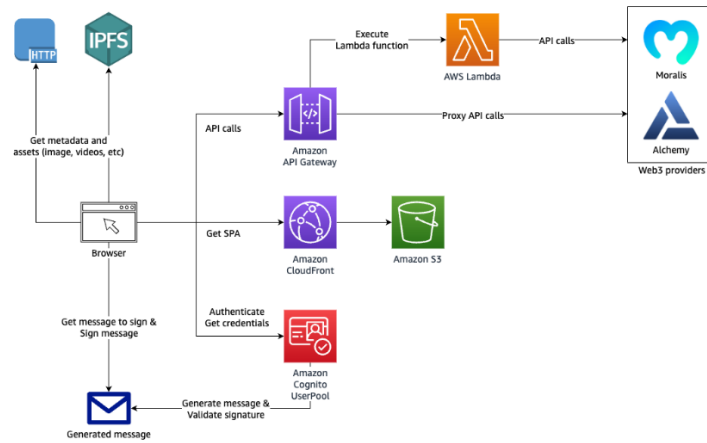 HTTP
IPFS
Execute
Lambda function
API calls
AWS Lambda
Moralis
Get metadata and
assets (image, videos, etc)
API calls
Amazon
API Gateway
Proxy API calls
Alchemy
Web3 providers
Browser
Get SPA
Amazon
CloudFront
Amazon S3
Get message to sign &
Sign message
Authenticate
Get credentials
Amazon
Cognito
UserPool
Generate message &
Validate signature
Generated message